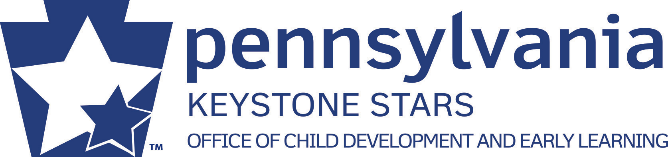 pennsylvania
KEYSTONE STARS
OFFICE OF CHILD DEVELOPMENT AND EARLY LEARNING
TM